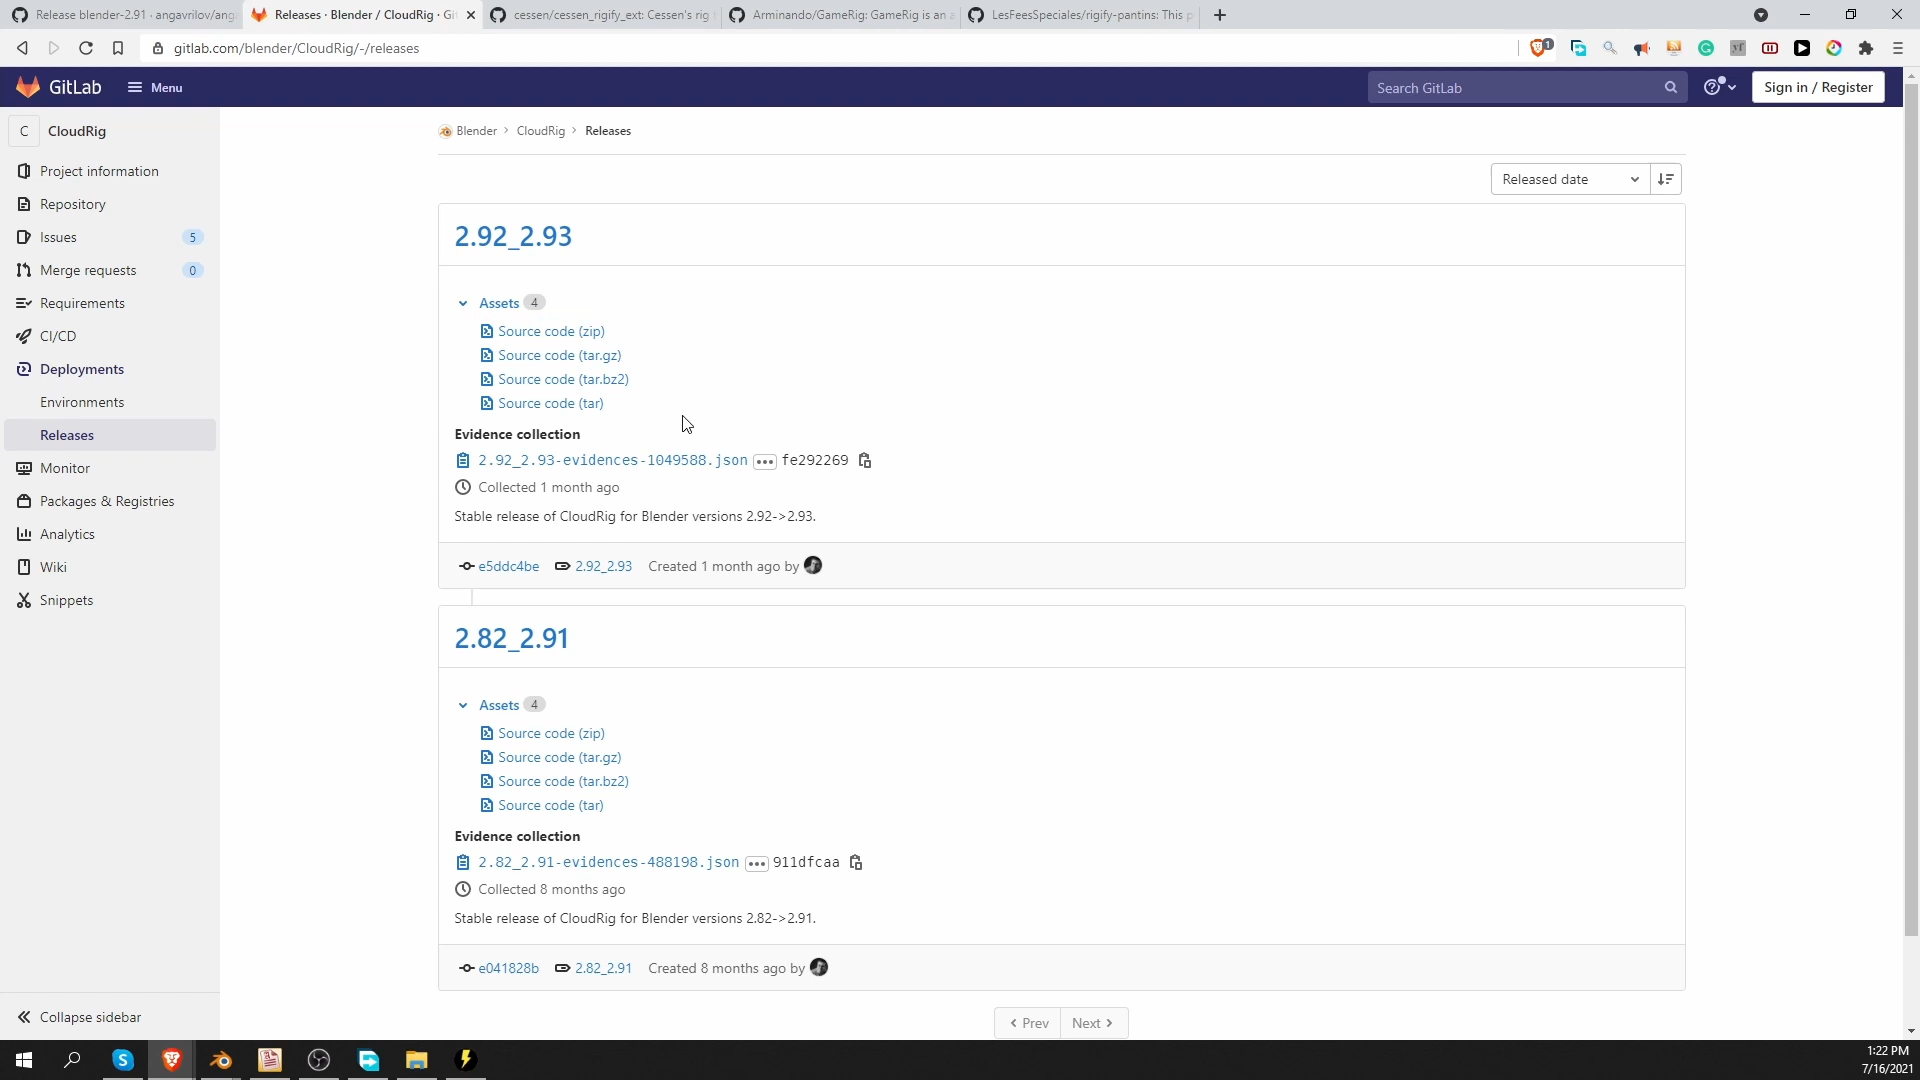 Release blender-2.91 · angavrilov/ang
Releases · Blender / CloudRig · Git
cessen/cessen_rigify_ext: Cessen's rig
Arminando/GameRig: GameRig is an a
LesFeesSpeciales/rigify-pantins: This p
gitlab.com/blender/CloudRig/-/releases
1
GitLab
Menu
Search GitLab
Sign in / Register
C
CloudRig
Project information
Repository
Issues
5
Merge requests
0
Requirements
CI/CD
Deployments
Environments
Releases
Monitor
Packages & Registries
Analytics
Wiki
Snippets
Collapse sidebar
Blender > CloudRig > Releases
Released date
2.92_2.93
Assets 4
Source code (zip)
Source code (tar.gz)
Source code (tar.bz2)
Source code (tar)
Evidence collection
2.92_2.93-evidences-1049588.json ••• fe292269
Collected 1 month ago
Stable release of CloudRig for Blender versions 2.92->2.93.
e5ddc4be 2.92_2.93 Created 1 month ago by
2.82_2.91
Assets 4
Source code (zip)
Source code (tar.gz)
Source code (tar.bz2)
Source code (tar)
Evidence collection
2.82_2.91-evidences-488198.json ••• 911dfcaa
Collected 8 months ago
Stable release of CloudRig for Blender versions 2.82->2.91.
e041828b 2.82_2.91 Created 8 months ago by
Prev Next
1:22 PM
7/16/2021